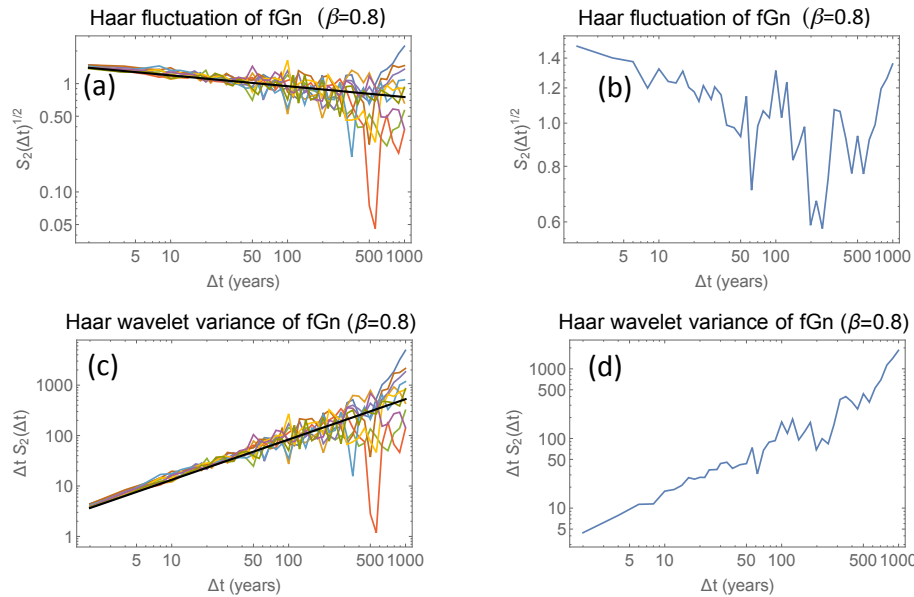 Haar fluctuation of fGn (β=0.8)
(a)
S₂(Δt)^1/2
1
0.50
0.10
0.05
5 10 50 100 500 1000
Δt (years)
Haar fluctuation of fGn (β=0.8)
(b)
S₂(Δt)^1/2
1.4
1.2
1.0
0.8
0.6
5 10 50 100 500 1000
Δt (years)
Haar wavelet variance of fGn (β=0.8)
(c)
Δt S₂(Δt)
1000
100
10
1
5 10 50 100 500 1000
Δt (years)
Haar wavelet variance of fGn (β=0.8)
(d)
Δt S₂(Δt)
1000
500
100
50
10
5
5 10 50 100 500 1000
Δt (years)